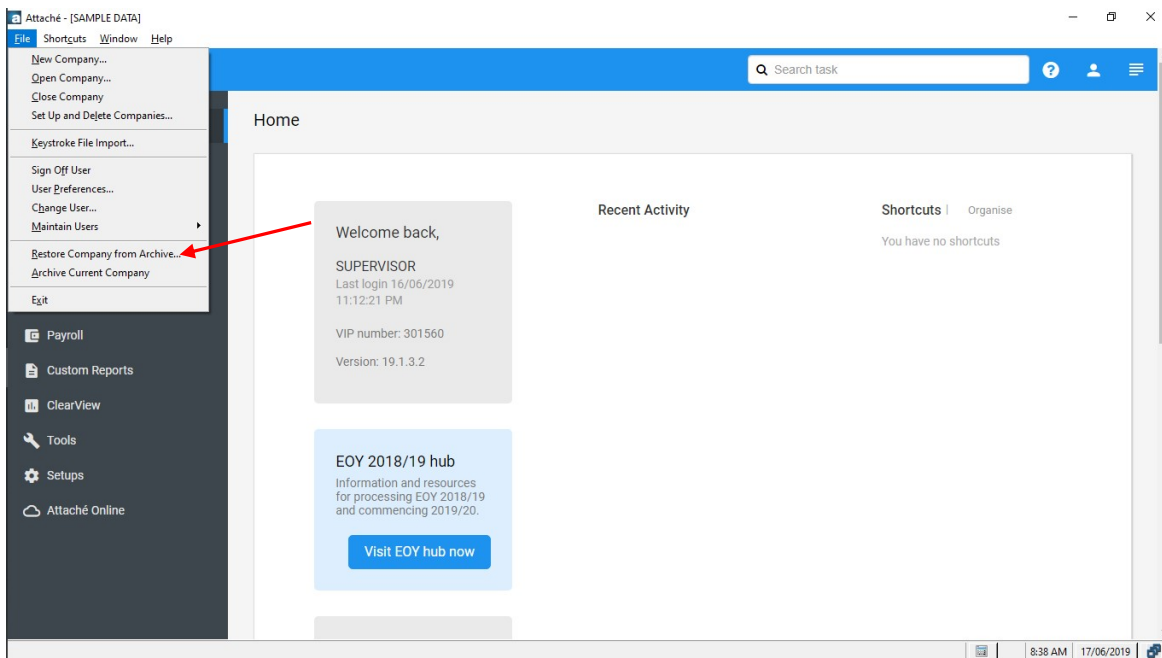 Attaché - [SAMPLE DATA]
File Shortcuts Window Help
New Company...
Open Company...
Close Company
Set Up and Delete Companies...
Keystroke File Import...
Sign Off User
User Preferences...
Change User...
Maintain Users
Restore Company from Archive...
Archive Current Company
Exit
Search task
Payroll
Custom Reports
ClearView
Tools
Setups
Attaché Online
Home
Welcome back,
SUPERVISOR
Last login 16/06/2019
11:12:21 PM
VIP number: 301560
Version: 19.1.3.2
EOY 2018/19 hub
Information and resources
for processing EOY 2018/19
and commencing 2019/20.
Visit EOY hub now
Recent Activity
Shortcuts | Organise
You have no shortcuts
8:38 AM 17/06/2019